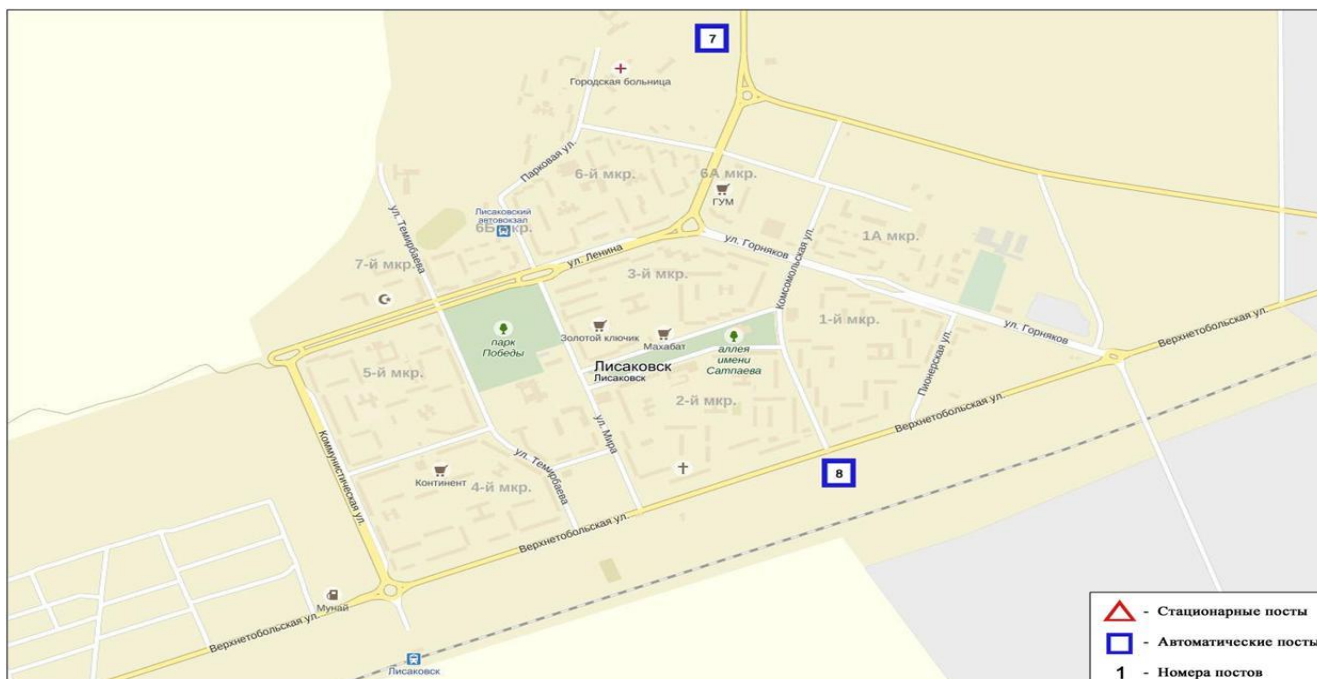 7
Городская больница
Парковая ул.
6-й мкр.
6А мкр.
ГУМ
ул. Темирбаева
Лисаковский
автовокзал
6Б мкр.
ул. Горняков
Комсомольская ул.
1А мкр.
7-й мкр.
ул. Ленина
3-й мкр.
парк
Победы
Золотой ключик
Махабат
аллея
имени
Сатпаева
1-й мкр.
ул. Горняков
Верхнетобольская ул.
Лисаковск
Лисаковск
5-й мкр.
2-й мкр.
Пионерская ул.
Верхнетобольская ул.
ул. Мира
Коммунистическая ул.
Континент
4-й мкр.
ул. Темирбаева
8
Верхнетобольская ул.
Мунай
Верхнетобольская ул.
Лисаковск
- Стационарные посты
- Автоматические посты
1 - Номера постов